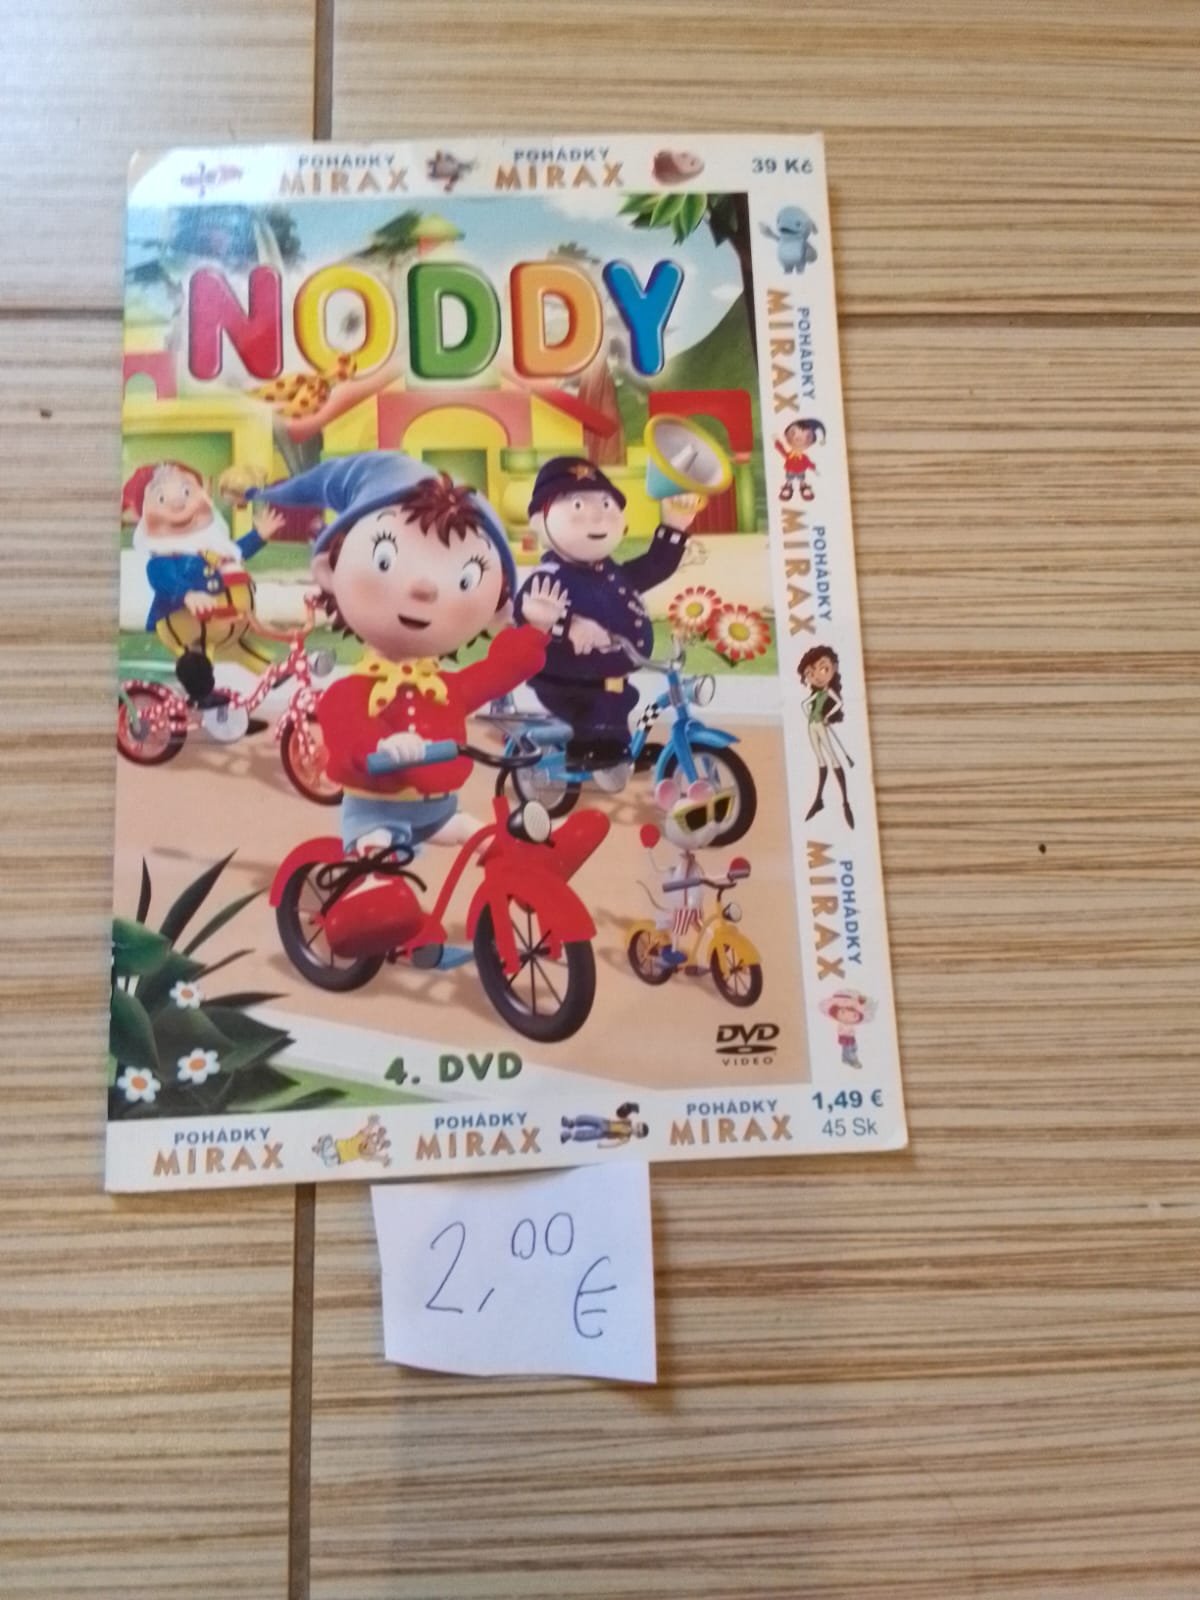 POHÁDKY
MIRAX
POHÁDKY
MIRAX
39 Kč
NODDY
POHÁDKY
MIRAX
POHÁDKY
MIRAX
POHÁDKY
MIRAX
DVD
VIDEO
4. DVD
1,49 €
45 Sk
POHÁDKY
MIRAX
POHÁDKY
MIRAX
POHÁDKY
MIRAX
2,00 €